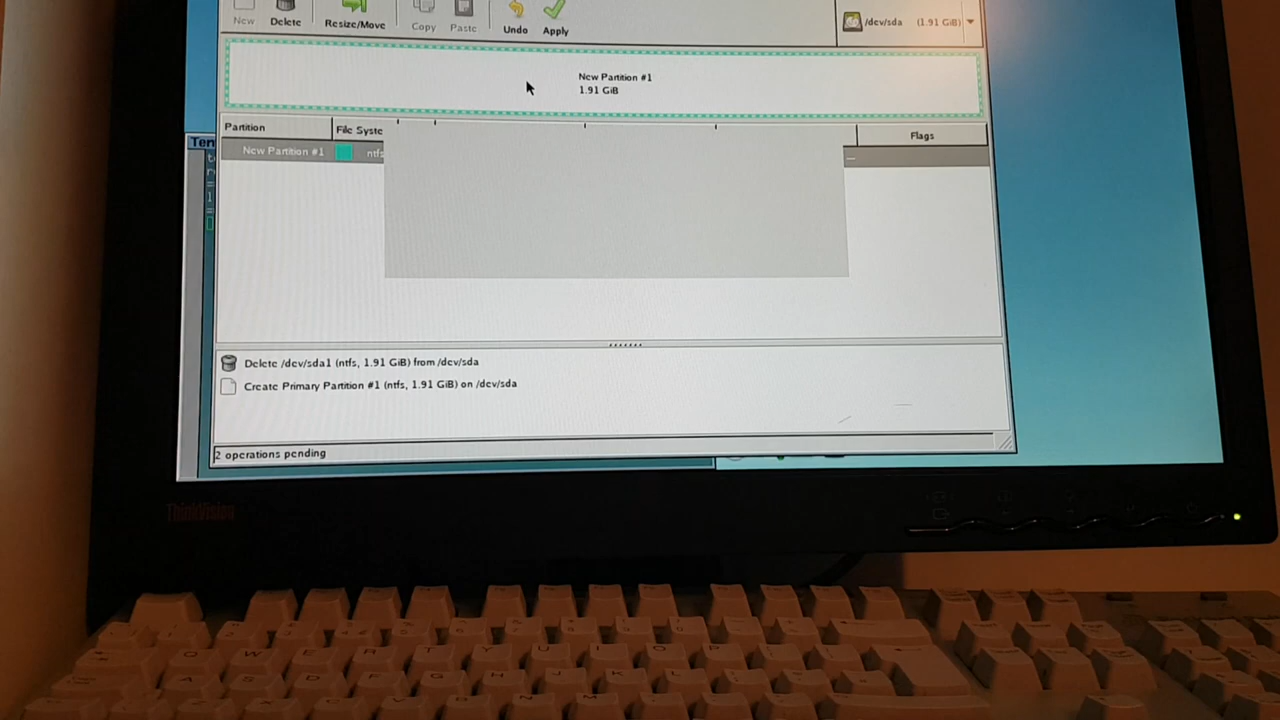 New Delete Resize/Move Copy Paste Undo Apply /dev/sda (1.91 GiB)
New Partition #1
1.91 GiB
Partition File Syste Flags
New Partition #1 ntfs —
Delete /dev/sda1 (ntfs, 1.91 GiB) from /dev/sda
Create Primary Partition #1 (ntfs, 1.91 GiB) on /dev/sda
2 operations pending
ThinkVision
Q W E R T Y U I O P
A S D F G H J K L